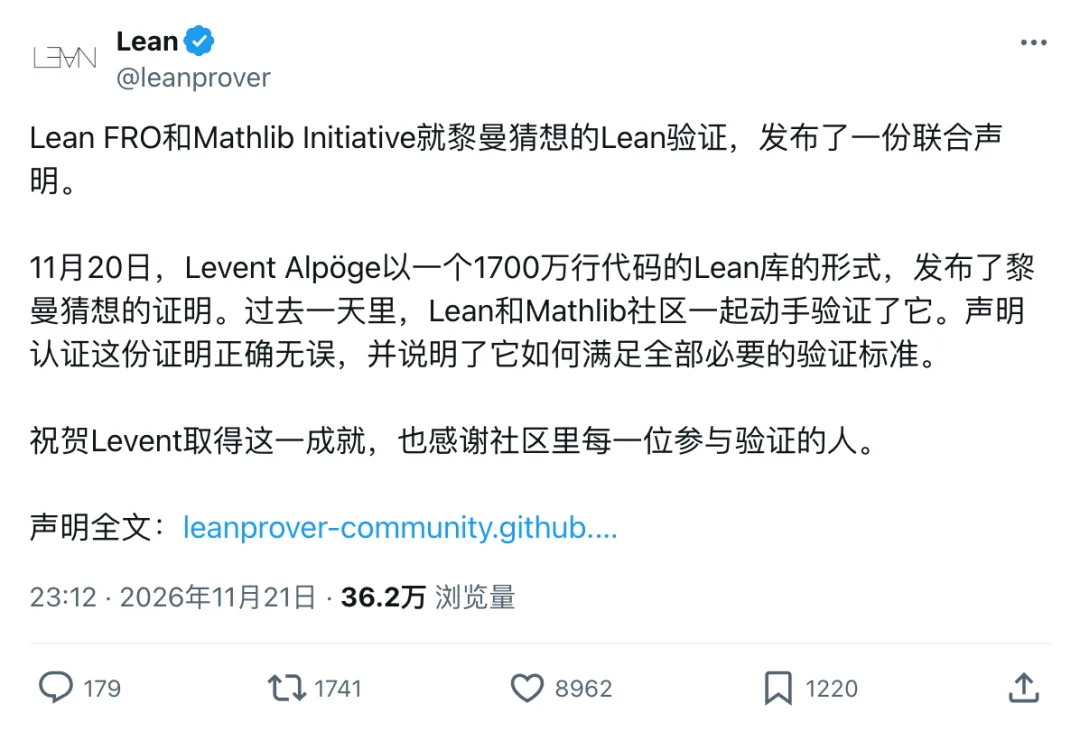 LEAN
Lean
@leanprover
Lean FRO和Mathlib Initiative就黎曼猜想的Lean验证，发布了一份联合声
明。
11月20日，Levent Alpöge以一个1700万行代码的Lean库的形式，发布了黎
曼猜想的证明。过去一天里，Lean和Mathlib社区一起动手验证了它。声明
认证这份证明正确无误，并说明了它如何满足全部必要的验证标准。
祝贺Levent取得这一成就，也感谢社区里每一位参与验证的人。
声明全文：leanprover-community.github....
23:12 · 2026年11月21日 · 36.2万 浏览量
179 1741 8962 1220